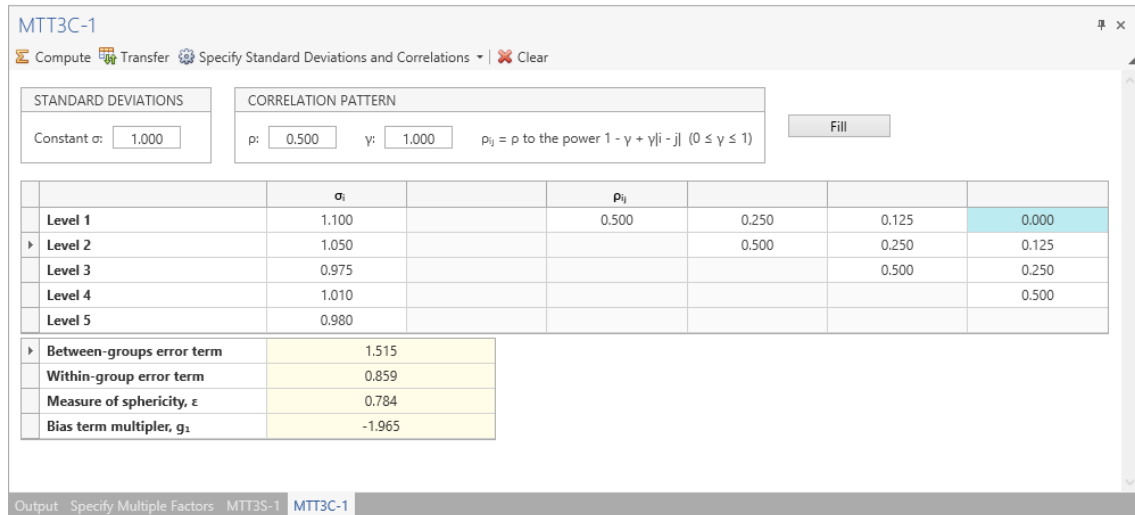 MTT3C-1
Compute Transfer Specify Standard Deviations and Correlations Clear
STANDARD DEVIATIONS CORRELATION PATTERN
Constant σ: 1.000 ρ: 0.500 γ: 1.000 ρij = ρ to the power 1 - γ + γ|i - j| (0 ≤ γ ≤ 1) Fill
σi ρij
Level 1 1.100 0.500 0.250 0.125 0.000
Level 2 1.050 0.500 0.250 0.125
Level 3 0.975 0.500 0.250
Level 4 1.010 0.500
Level 5 0.980
Between-groups error term 1.515
Within-group error term 0.859
Measure of sphericity, ε 0.784
Bias term multipler, g₁ -1.965
Output Specify Multiple Factors MTT3S-1 MTT3C-1